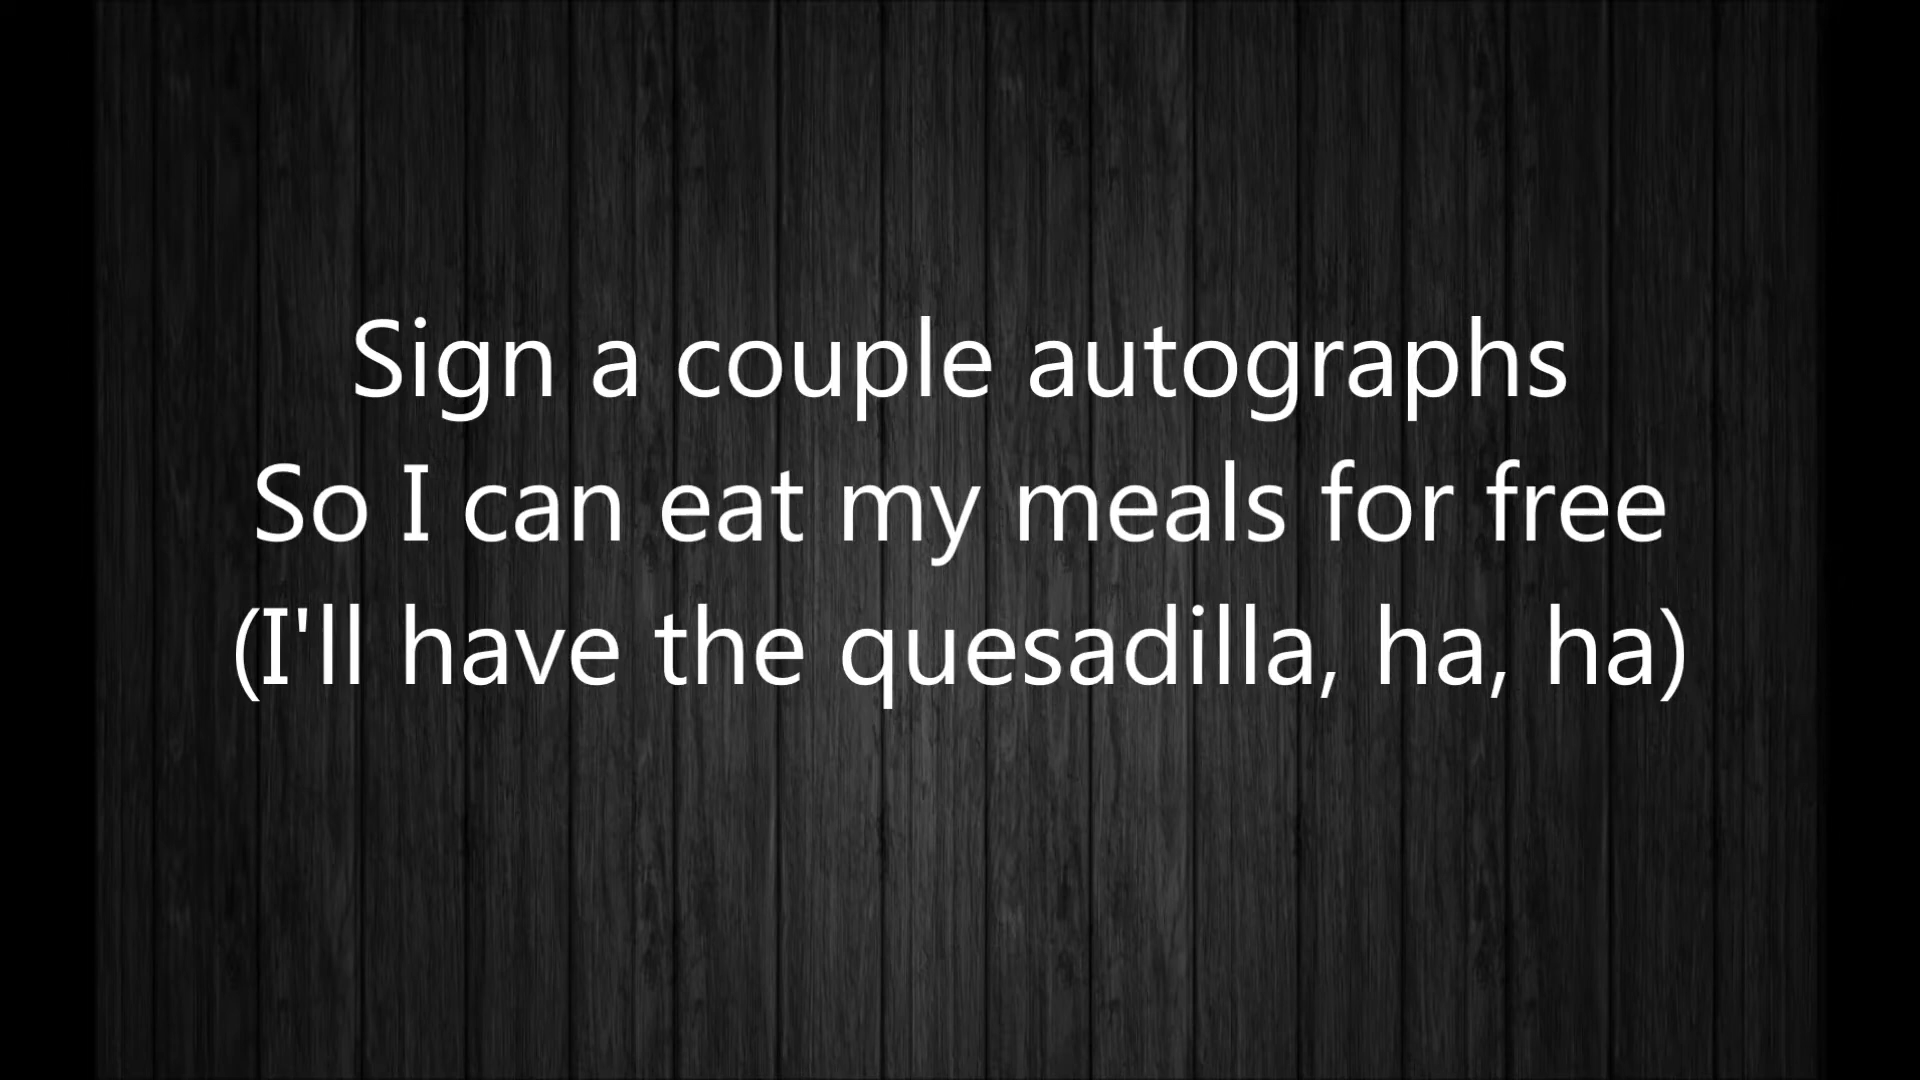 Sign a couple autographs
So I can eat my meals for free
(I'll have the quesadilla, ha, ha)